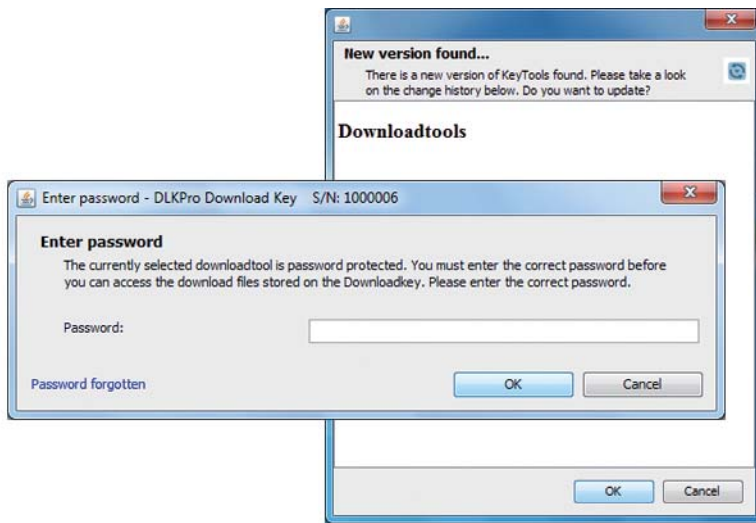 New version found...
There is a new version of KeyTools found. Please take a look
on the change history below. Do you want to update?
Downloadtools
Enter password - DLKPro Download Key S/N: 1000006
Enter password
The currently selected downloadtool is password protected. You must enter the correct password before
you can access the download files stored on the Downloadkey. Please enter the correct password.
Password:
Password forgotten
OK
Cancel
OK
Cancel